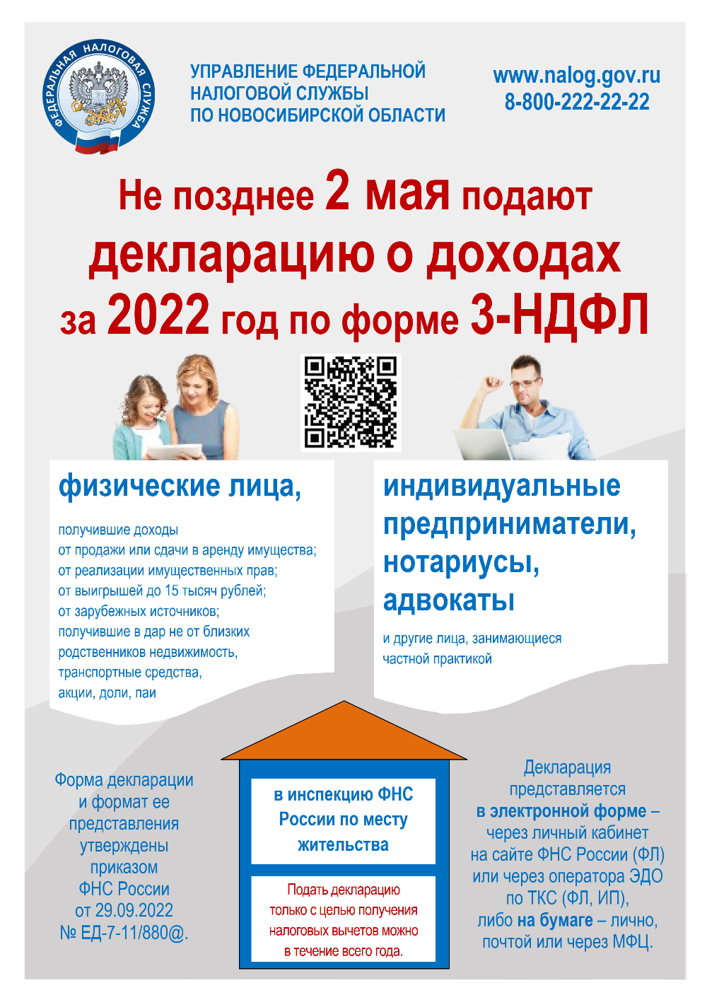 ФЕДЕРАЛЬНАЯ НАЛОГОВАЯ СЛУЖБА
УПРАВЛЕНИЕ ФЕДЕРАЛЬНОЙ
НАЛОГОВОЙ СЛУЖБЫ
ПО НОВОСИБИРСКОЙ ОБЛАСТИ
www.nalog.gov.ru
8-800-222-22-22
Не позднее 2 мая подают
декларацию о доходах
за 2022 год по форме 3-НДФЛ
физические лица,
получившие доходы
от продажи или сдачи в аренду имущества;
от реализации имущественных прав;
от выигрышей до 15 тысяч рублей;
от зарубежных источников;
получившие в дар не от близких
родственников недвижимость,
транспортные средства,
акции, доли, паи
индивидуальные
предприниматели,
нотариусы,
адвокаты
и другие лица, занимающиеся
частной практикой
Форма декларации
и формат ее
представления
утверждены
приказом
ФНС России
от 29.09.2022
№ ЕД-7-11/880@.
в инспекцию ФНС
России по месту
жительства
Подать декларацию
только с целью получения
налоговых вычетов можно
в течение всего года.
Декларация
представляется
в электронной форме –
через личный кабинет
на сайте ФНС России (ФЛ)
или через оператора ЭДО
по ТКС (ФЛ, ИП),
либо на бумаге – лично,
почтой или через МФЦ.